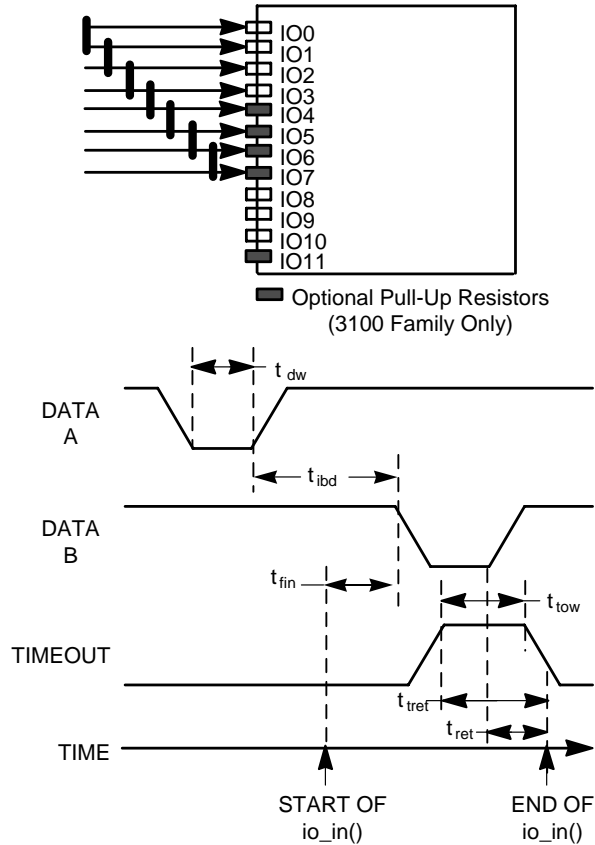 IO0
IO1
IO2
IO3
IO4
IO5
IO6
IO7
IO8
IO9
IO10
IO11
Optional Pull-Up Resistors
(3100 Family Only)
t dw
DATA
A
t ibd
DATA
B
t fin
t tow
TIMEOUT
t tret
t ret
TIME
START OF
io_in()
END OF
io_in()